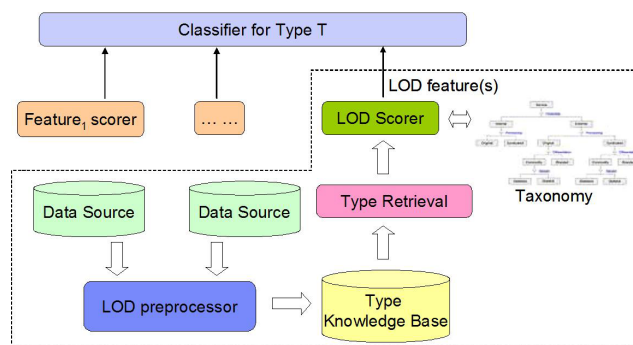 Classifier for Type T
LOD feature(s)
Feature1 scorer
... ...
LOD Scorer
Taxonomy
Data Source
Data Source
Type Retrieval
LOD preprocessor
Type
Knowledge Base